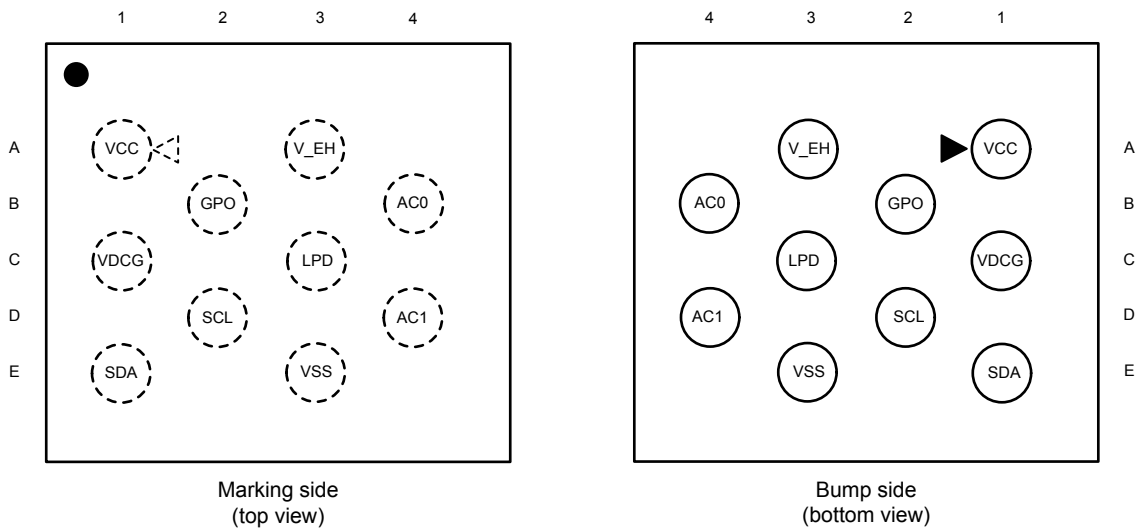 1 2 3 4 4 3 2 1
A VCC V_EH V_EH VCC A
B GPO AC0 AC0 GPO B
C VDCG LPD LPD VDCG C
D SCL AC1 AC1 SCL D
E SDA VSS VSS SDA E
Marking side
(top view)
Bump side
(bottom view)